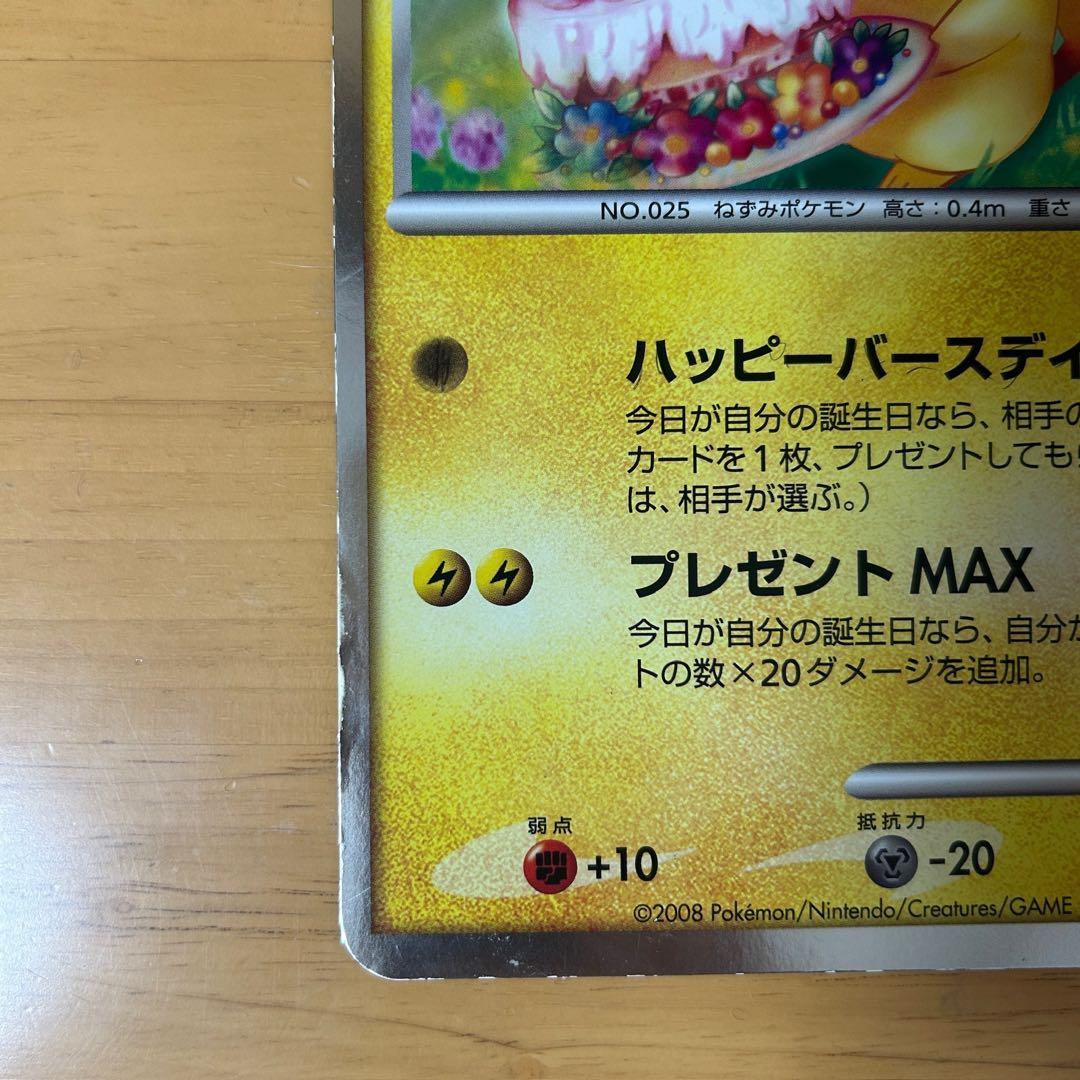 NO.025 ねずみポケモン 高さ：0.4m 重さ
ハッピーバースデイ
今日が自分の誕生日なら、相手の
カードを1枚、プレゼントしても
は、相手が選ぶ。）
プレゼントMAX
今日が自分の誕生日なら、自分
トの数×20ダメージを追加。
弱点 抵抗力
+10 -20
©2008 Pokémon/Nintendo/Creatures/GAME